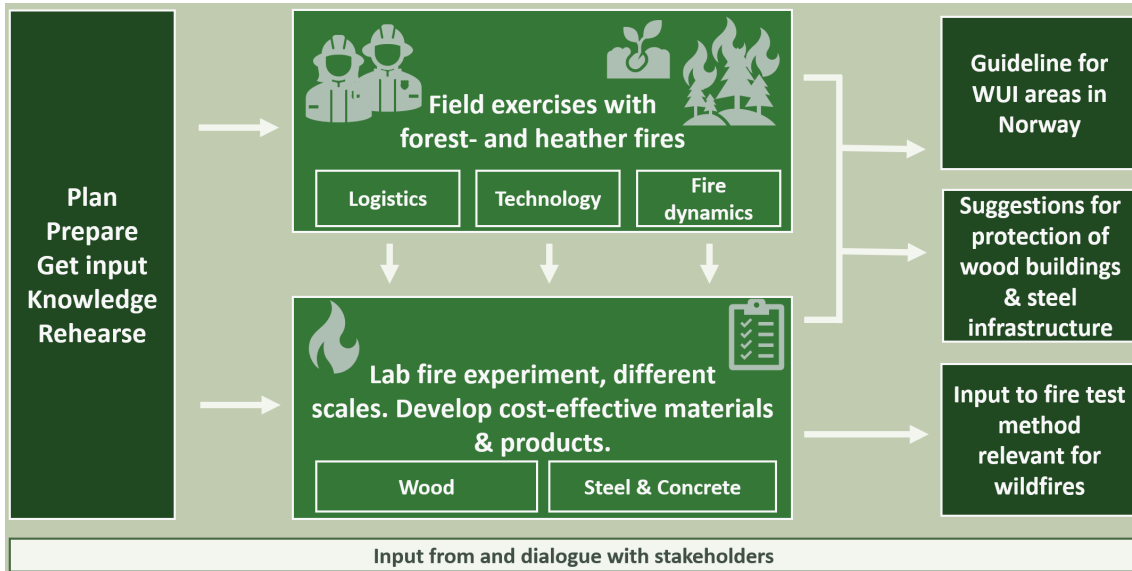 Plan
Prepare
Get input
Knowledge
Rehearse
Field exercises with
forest- and heather fires
Logistics
Technology
Fire
dynamics
Lab fire experiment, different
scales. Develop cost-effective materials
& products.
Wood
Steel & Concrete
Guideline for
WUI areas in
Norway
Suggestions for
protection of
wood buildings
& steel
infrastructure
Input to fire test
method
relevant for
wildfires
Input from and dialogue with stakeholders